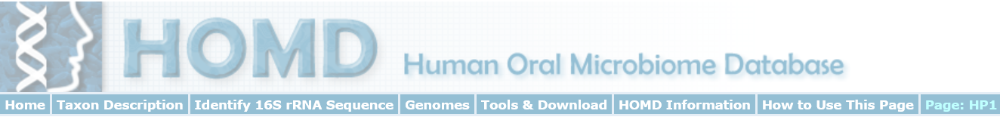 HOMD Human Oral Microbiome Database
Home Taxon Description Identify 16S rRNA Sequence Genomes Tools & Download HOMD Information How to Use This Page Page: HP1